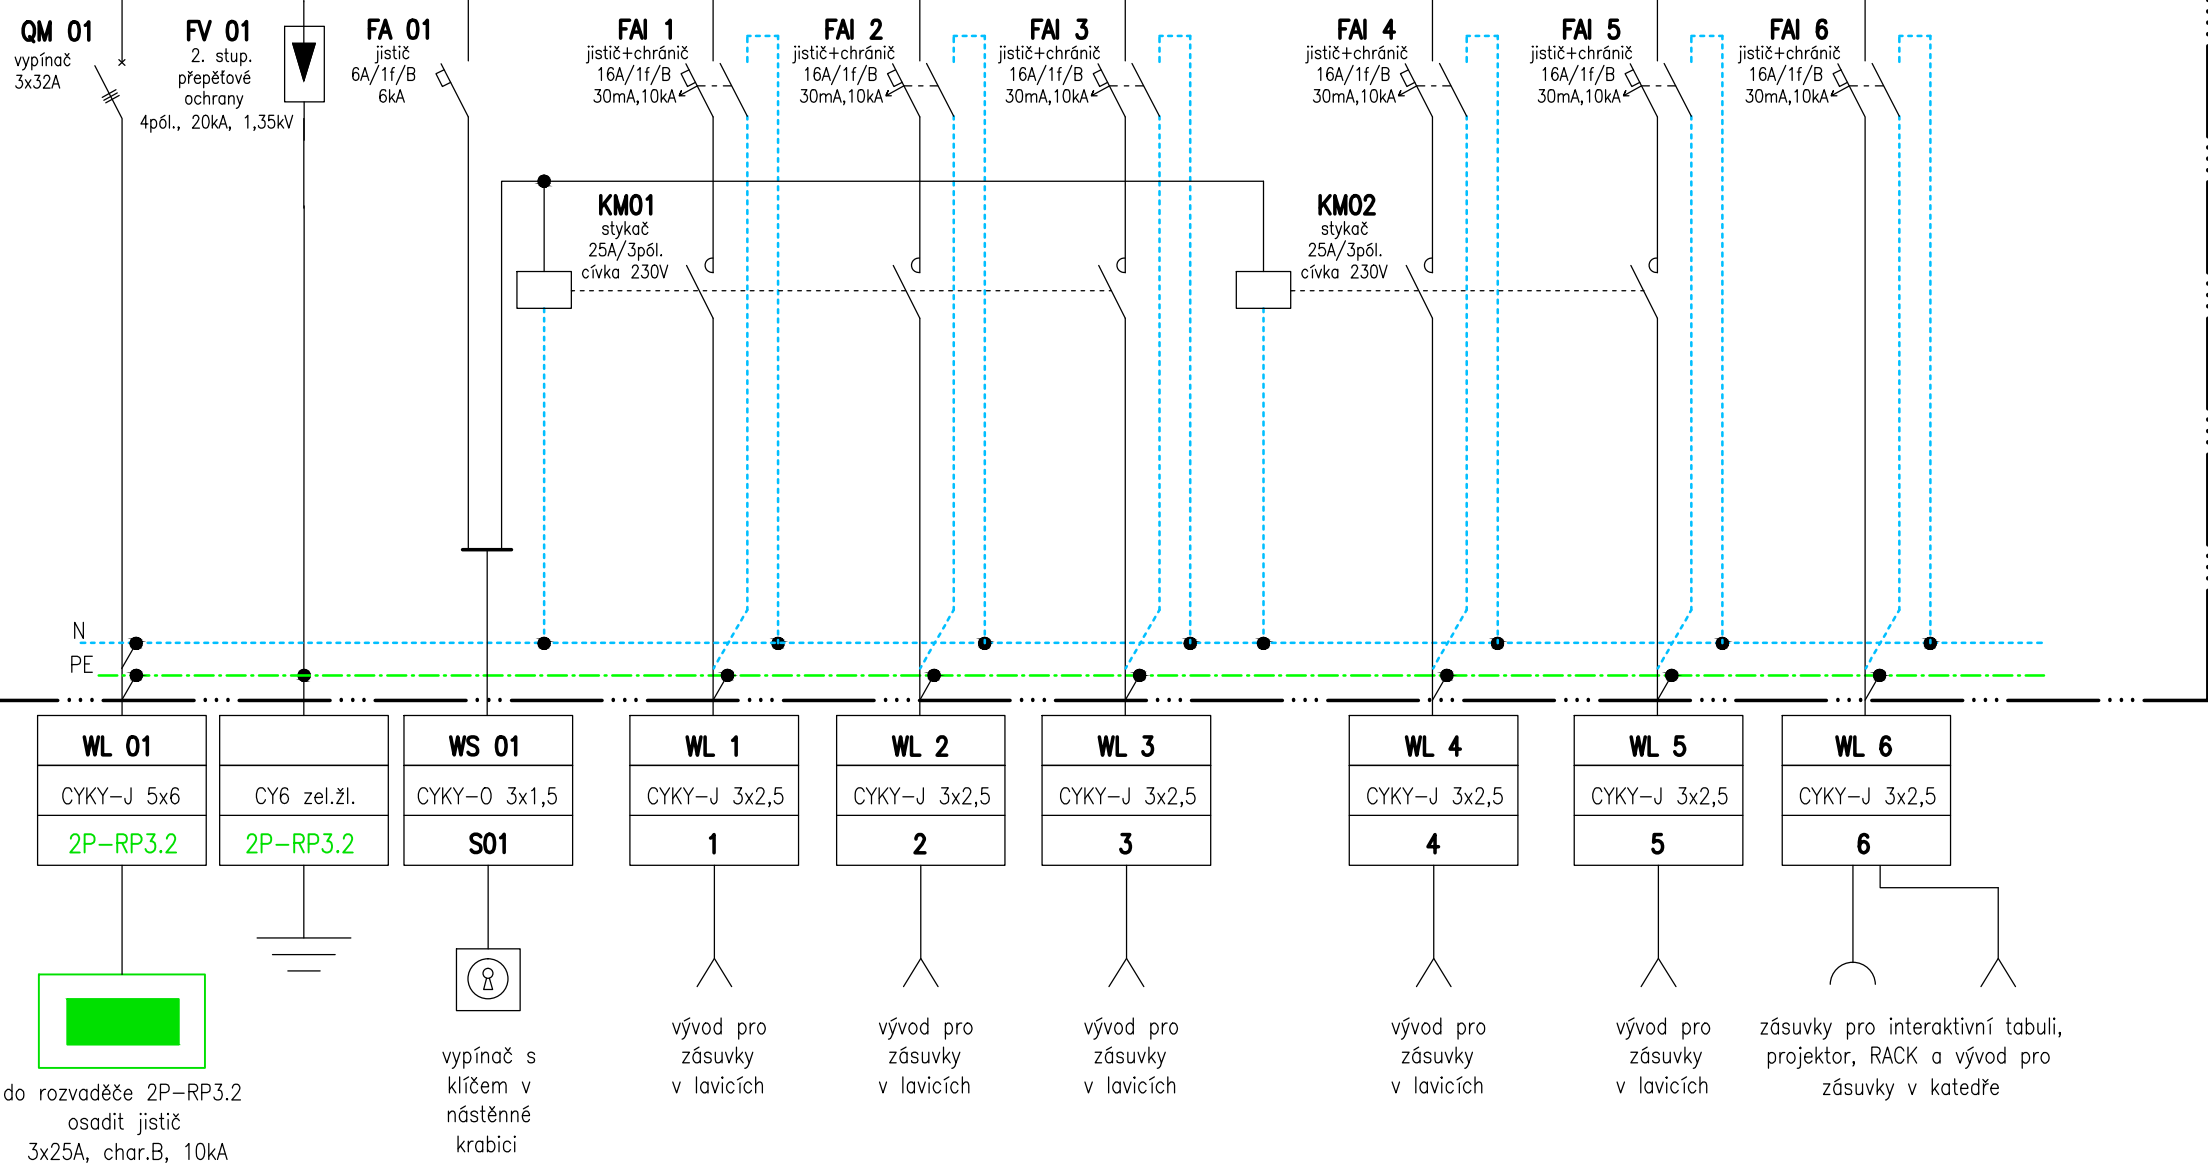 QM 01
vypínač
3x32A
FV 01
2. stup.
přepěťové
ochrany
4pól., 20kA, 1,35kV
FA 01
jistič
6A/1f/B
6kA
FAI 1
jistič+chránič
16A/1f/B
30mA,10kA
FAI 2
jistič+chránič
16A/1f/B
30mA,10kA
FAI 3
jistič+chránič
16A/1f/B
30mA,10kA
FAI 4
jistič+chránič
16A/1f/B
30mA,10kA
FAI 5
jistič+chránič
16A/1f/B
30mA,10kA
FAI 6
jistič+chránič
16A/1f/B
30mA,10kA
KM01
stykač
25A/3pól.
cívka 230V
KM02
stykač
25A/3pól.
cívka 230V
N
PE
WL 01
CYKY-J 5x6
2P-RP3.2
CY6 zel.žl.
2P-RP3.2
WS 01
CYKY-O 3x1,5
S01
WL 1
CYKY-J 3x2,5
1
WL 2
CYKY-J 3x2,5
2
WL 3
CYKY-J 3x2,5
3
WL 4
CYKY-J 3x2,5
4
WL 5
CYKY-J 3x2,5
5
WL 6
CYKY-J 3x2,5
6
do rozvaděče 2P-RP3.2
osadit jistič
3x25A, char.B, 10kA
vypínač s
klíčem v
nástěnné
krabici
vývod pro
zásuvky
v lavicích
vývod pro
zásuvky
v lavicích
vývod pro
zásuvky
v lavicích
vývod pro
zásuvky
v lavicích
vývod pro
zásuvky
v lavicích
zásuvky pro interaktivní tabuli,
projektor, RACK a vývod pro
zásuvky v katedře